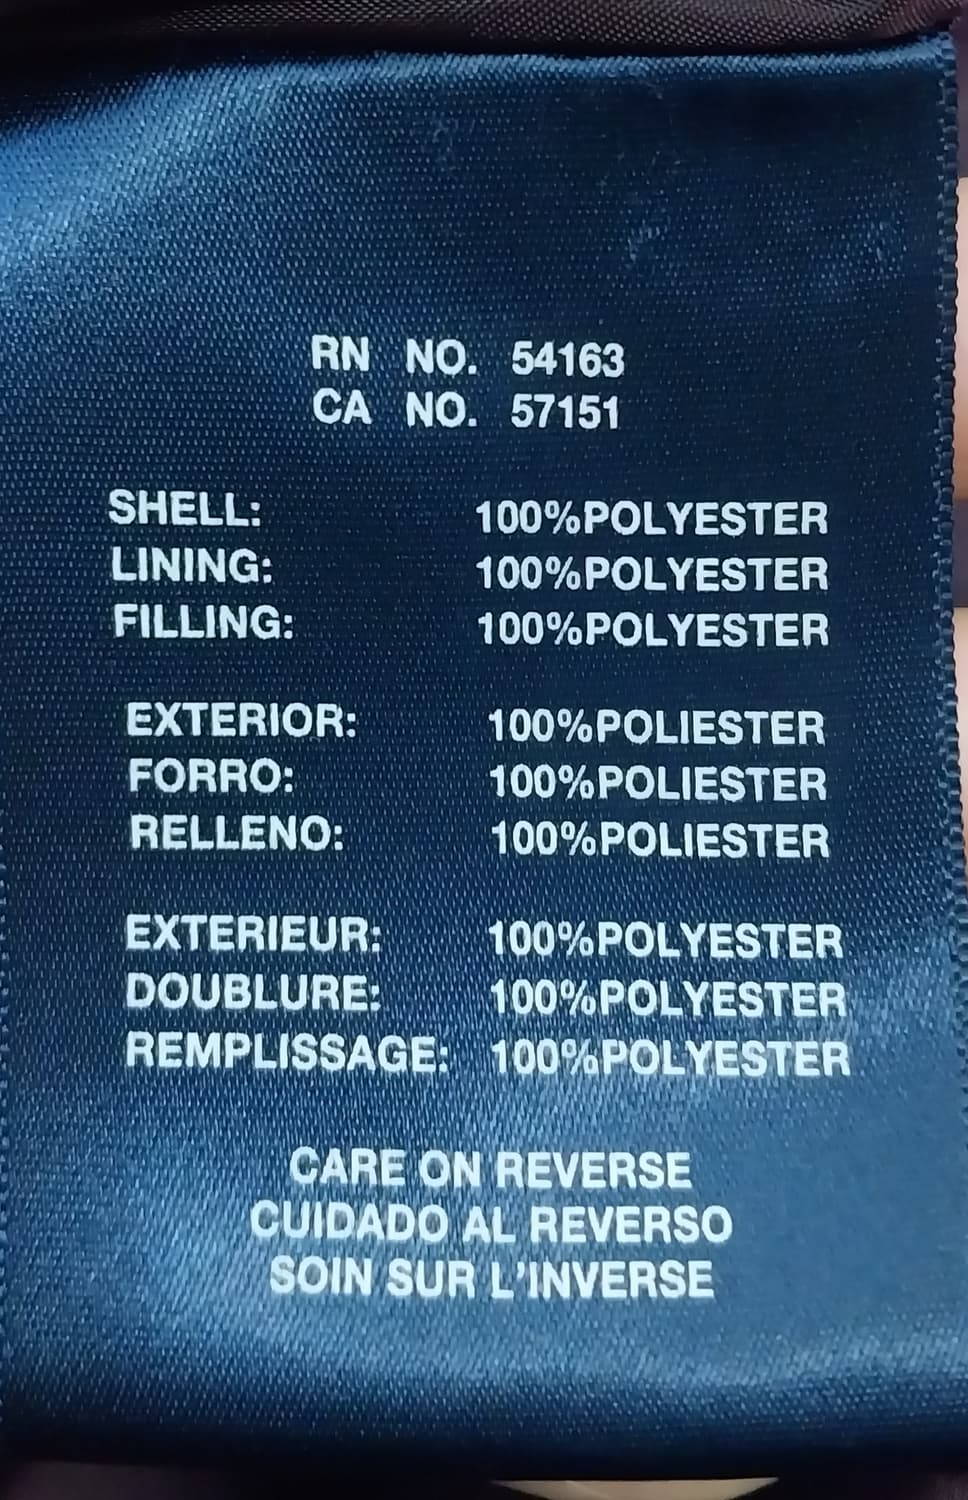 RN NO. 54163
CA NO. 57151
SHELL: 100%POLYESTER
LINING: 100%POLYESTER
FILLING: 100%POLYESTER
EXTERIOR: 100%POLIESTER
FORRO: 100%POLIESTER
RELLENO: 100%POLIESTER
EXTERIEUR: 100%POLYESTER
DOUBLURE: 100%POLYESTER
REMPLISSAGE: 100%POLYESTER
CARE ON REVERSE
CUIDADO AL REVERSO
SOIN SUR L'INVERSE